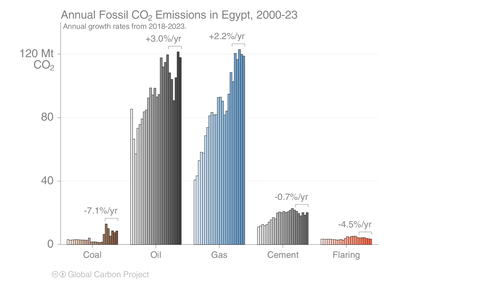 Annual Fossil CO₂ Emissions in Egypt, 2000-23
Annual growth rates from 2018-2023.
+3.0%/yr
+2.2%/yr
120 Mt
CO₂
80
40
0
-7.1%/yr
-0.7%/yr
-4.5%/yr
Coal
Oil
Gas
Cement
Flaring
Global Carbon Project